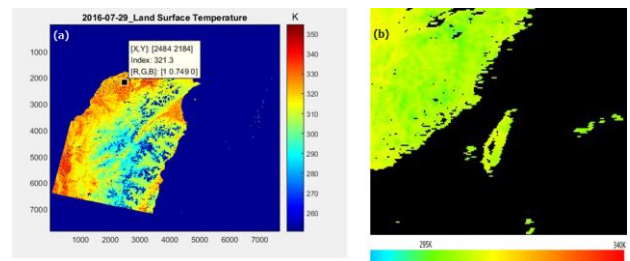 2016-07-29_Land Surface Temperature
K
(a)
[X,Y]: [2484 2184]
Index: 321.3
[R,G,B]: [1 0.749 0]
1000
2000
3000
4000
5000
6000
7000
1000 2000 3000 4000 5000 6000 7000
350
340
330
320
310
300
290
280
270
260
(b)
295K 340K